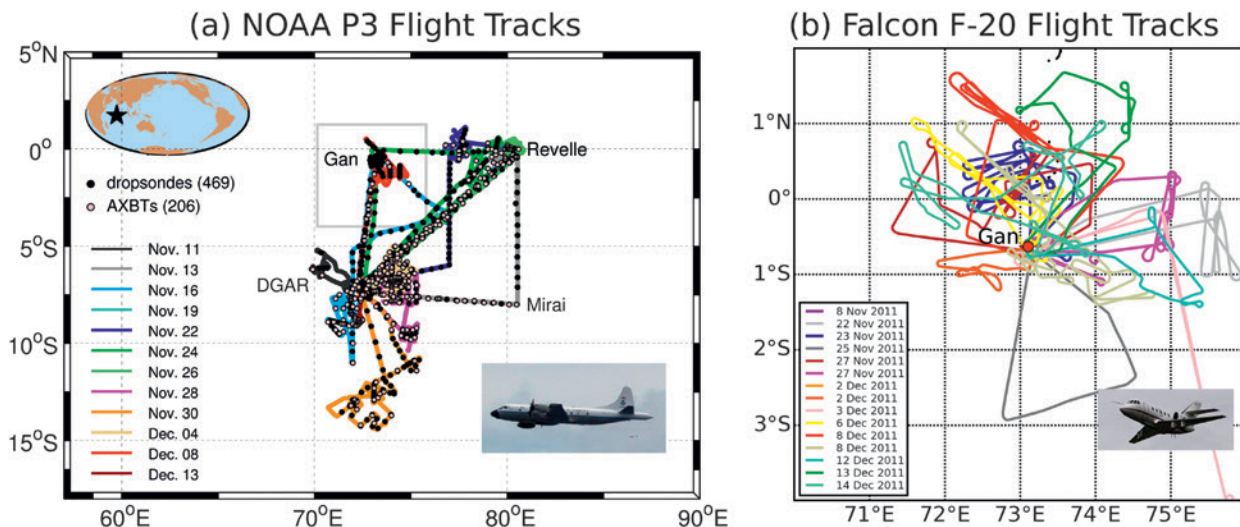 (a) NOAA P3 Flight Tracks
5°N
0°
5°S
10°S
15°S
60°E
70°E
80°E
90°E
Gan
Revelle
DGAR
Mirai
dropsondes (469)
AXBTs (206)
Nov. 11
Nov. 13
Nov. 16
Nov. 19
Nov. 22
Nov. 24
Nov. 26
Nov. 28
Nov. 30
Dec. 04
Dec. 08
Dec. 13
(b) Falcon F-20 Flight Tracks
1°N
0°
1°S
2°S
3°S
71°E
72°E
73°E
74°E
75°E
Gan
8 Nov 2011
22 Nov 2011
23 Nov 2011
25 Nov 2011
27 Nov 2011
27 Nov 2011
2 Dec 2011
2 Dec 2011
3 Dec 2011
6 Dec 2011
8 Dec 2011
8 Dec 2011
12 Dec 2011
13 Dec 2011
14 Dec 2011